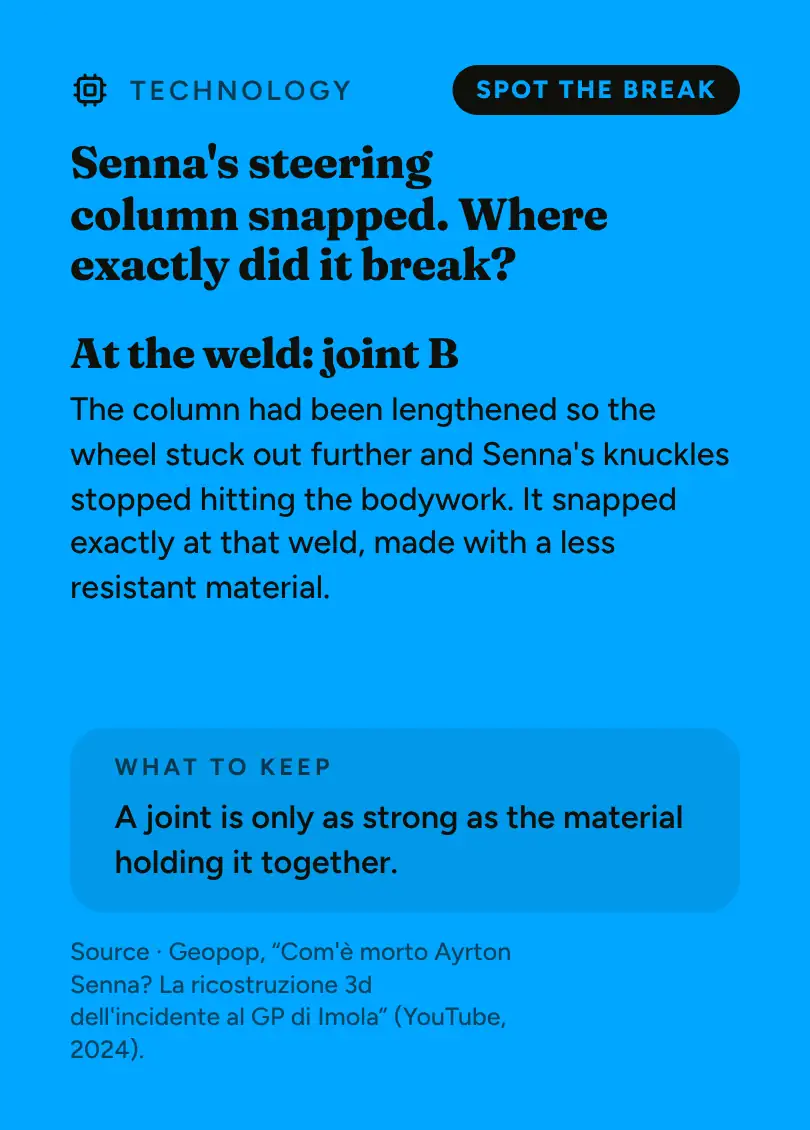 TECHNOLOGY
SPOT THE BREAK
Senna's steering
column snapped. Where
exactly did it break?
At the weld: joint B
The column had been lengthened so the
wheel stuck out further and Senna's knuckles
stopped hitting the bodywork. It snapped
exactly at that weld, made with a less
resistant material.
WHAT TO KEEP
A joint is only as strong as the material
holding it together.
Source · Geopop, “Com'è morto Ayrton
Senna? La ricostruzione 3d
dell'incidente al GP di Imola” (YouTube,
2024).